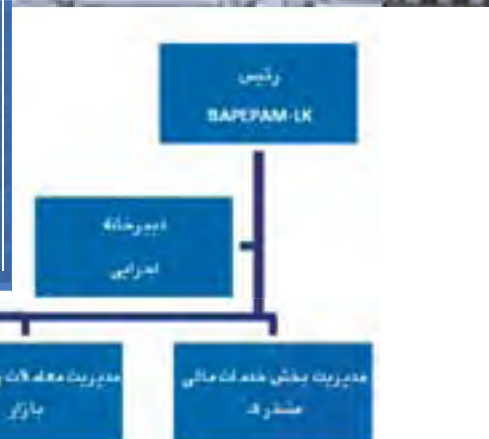 رئیس
BAPEPAM-LK
دبیرخانه
اجرایی
مدیریت بخش خدمات مالی
مشترک
مدیریت معاملات
بازار